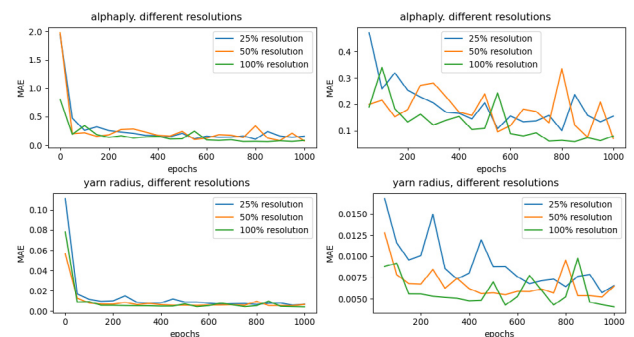 alphaply. different resolutions
2.0
1.5
1.0
0.5
0.0
MAE
25% resolution
50% resolution
100% resolution
0 200 400 600 800 1000
epochs
alphaply. different resolutions
0.4
0.3
0.2
0.1
MAE
25% resolution
50% resolution
100% resolution
200 400 600 800 1000
epochs
yarn radius, different resolutions
0.10
0.08
0.06
0.04
0.02
0.00
MAE
25% resolution
50% resolution
100% resolution
0 200 400 600 800 1000
epochs
yarn radius, different resolutions
0.0150
0.0125
0.0100
0.0075
0.0050
MAE
25% resolution
50% resolution
100% resolution
200 400 600 800 1000
epochs